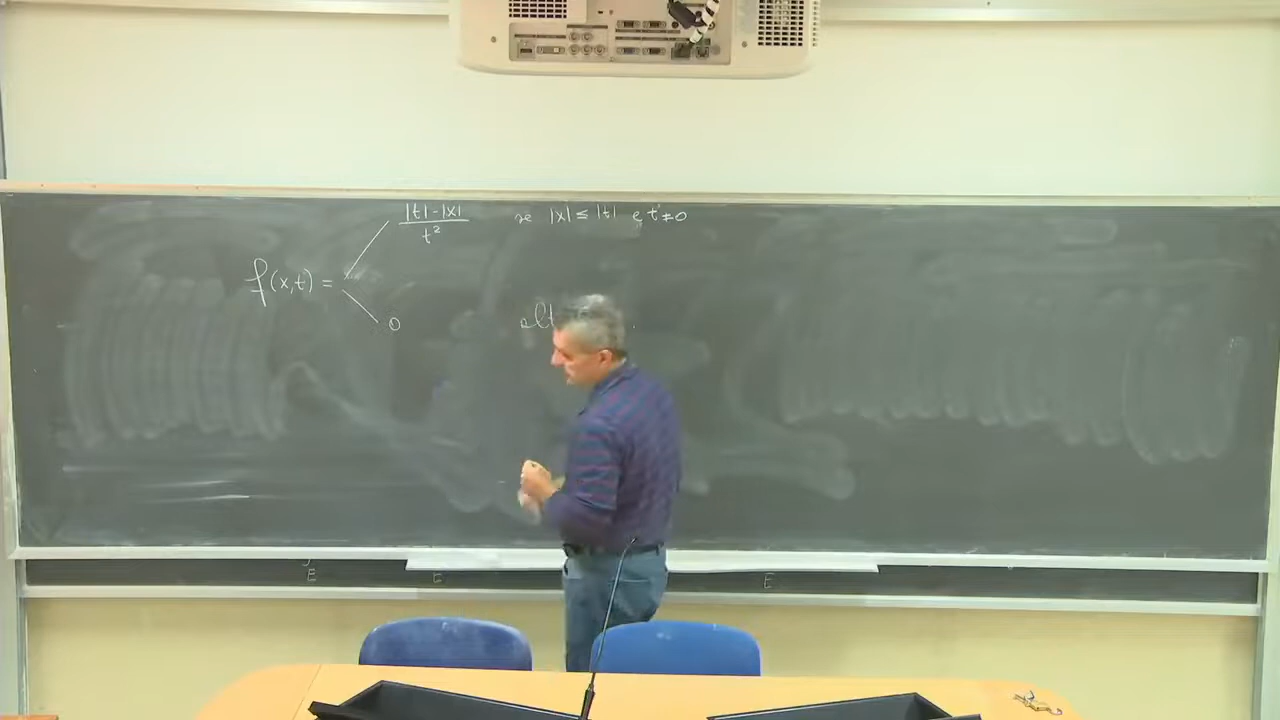 |t|-|x|
t²
se |x| ≤ |t| e t ≠ 0
f(x,t) =
0
E E E